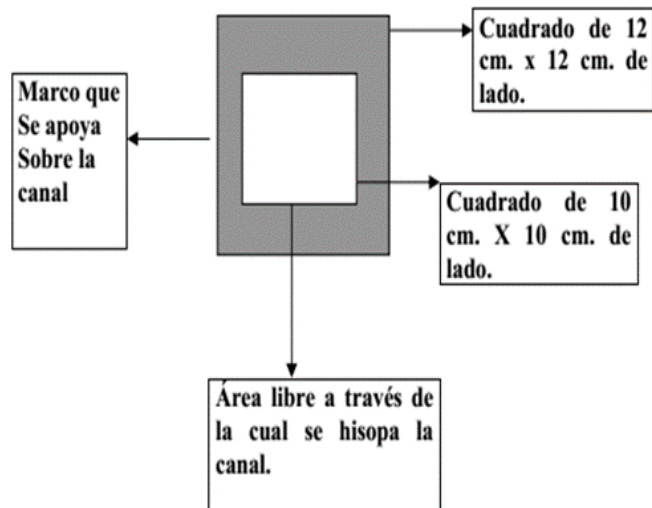 Cuadrado de 12
cm. x 12 cm. de
lado.
Marco que
Se apoya
Sobre la
canal
Cuadrado de 10
cm. X 10 cm. de
lado.
Área libre a través de
la cual se hisopa la
canal.